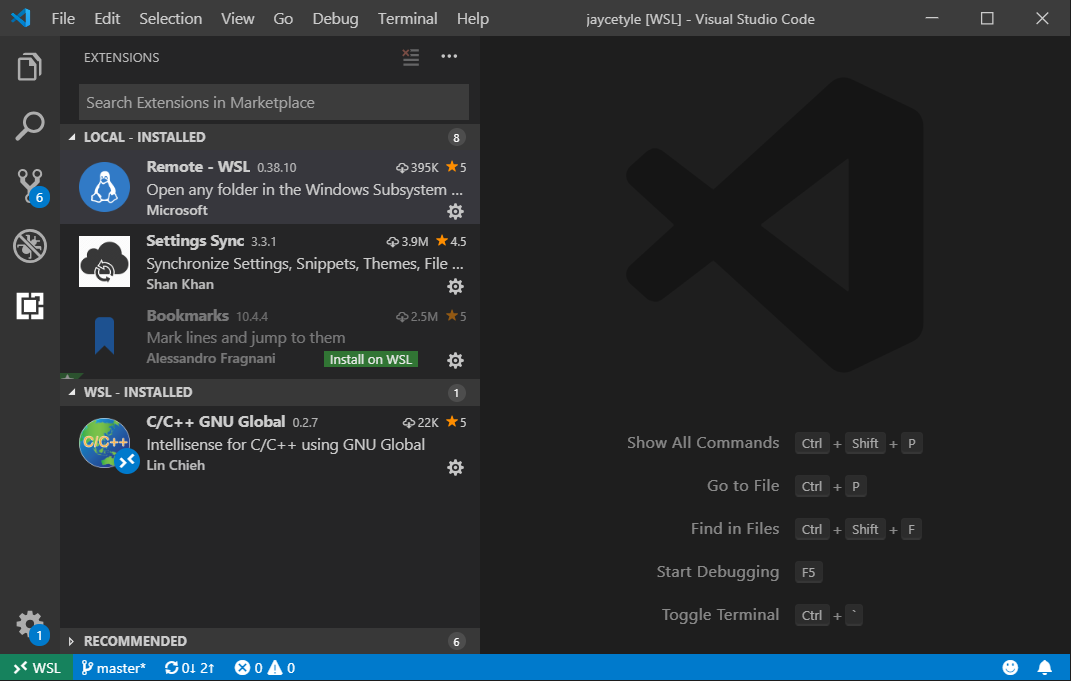 File Edit Selection View Go Debug Terminal Help
jaycetyle [WSL] - Visual Studio Code
EXTENSIONS
Search Extensions in Marketplace
LOCAL - INSTALLED 8
Remote - WSL 0.38.10 395K 5
Open any folder in the Windows Subsystem ...
Microsoft
Settings Sync 3.3.1 3.9M 4.5
Synchronize Settings, Snippets, Themes, File ...
Shan Khan
Bookmarks 10.4.4 2.5M 5
Mark lines and jump to them
Alessandro Fragnani Install on WSL
WSL - INSTALLED 1
C/C++ GNU Global 0.2.7 22K 5
C/C++
Intellisense for C/C++ using GNU Global
Lin Chieh
RECOMMENDED 6
6
1
Show All Commands Ctrl + Shift + P
Go to File Ctrl + P
Find in Files Ctrl + Shift + F
Start Debugging F5
Toggle Terminal Ctrl + `
WSL master* 0↓ 2↑ 0 0